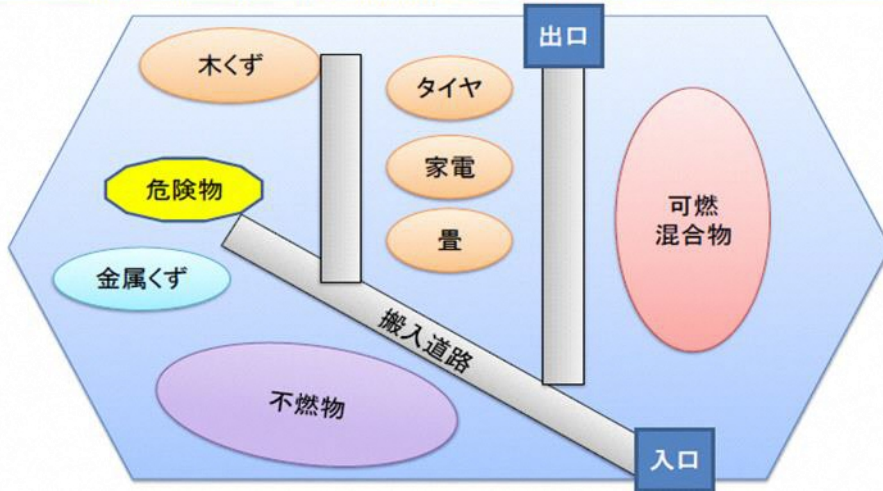 出口
木くず
タイヤ
家電
畳
危険物
金属くず
可燃
混合物
搬入道路
不燃物
入口